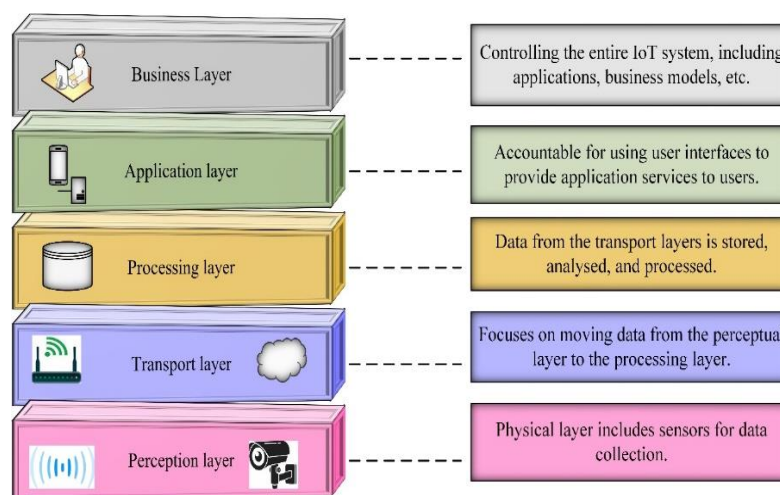 Business Layer
Controlling the entire IoT system, including
applications, business models, etc.
Application layer
Accountable for using user interfaces to
provide application services to users.
Processing layer
Data from the transport layers is stored,
analysed, and processed.
Transport layer
Focuses on moving data from the perceptual
layer to the processing layer.
Perception layer
Physical layer includes sensors for data
collection.